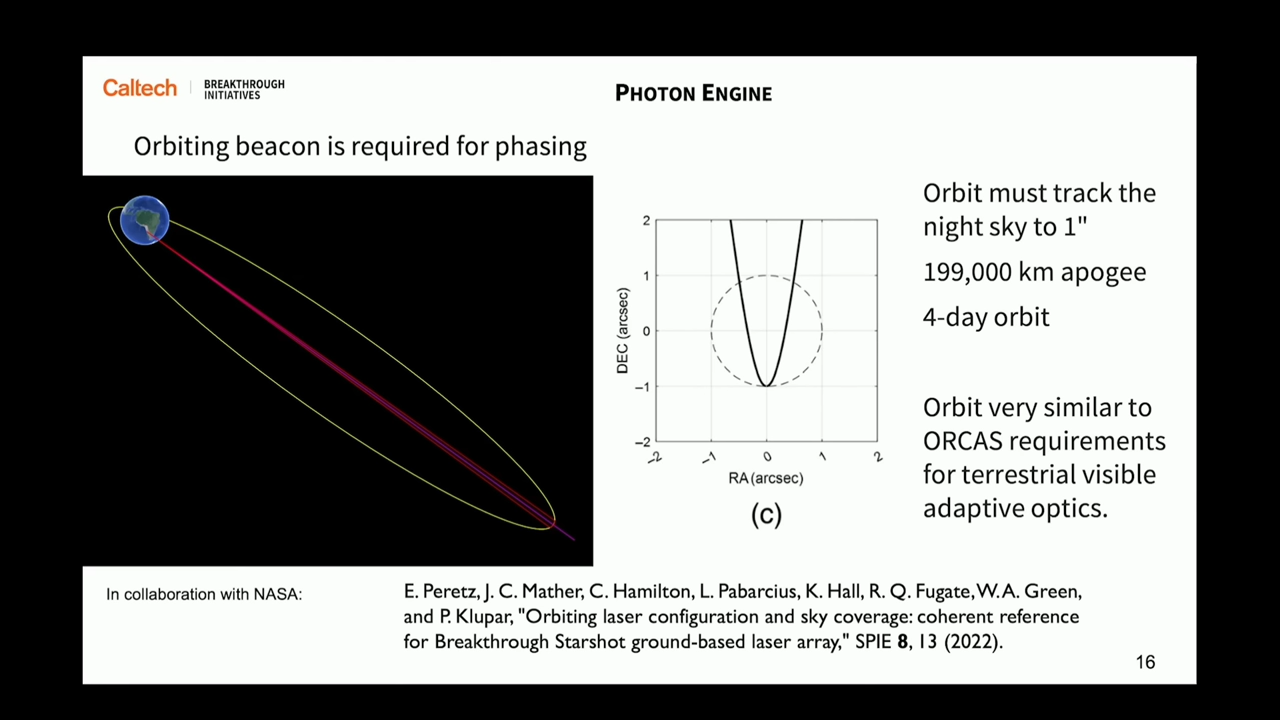 Caltech
BREAKTHROUGH
INITIATIVES
PHOTON ENGINE
Orbiting beacon is required for phasing
2
1
0
−1
−2
DEC (arcsec)
−2
−1
0
1
2
RA (arcsec)
(c)
Orbit must track the
night sky to 1"
199,000 km apogee
4-day orbit
Orbit very similar to
ORCAS requirements
for terrestrial visible
adaptive optics.
In collaboration with NASA:
E. Peretz, J. C. Mather, C. Hamilton, L. Pabarcius, K. Hall, R. Q. Fugate, W. A. Green,
and P. Klupar, "Orbiting laser configuration and sky coverage: coherent reference
for Breakthrough Starshot ground-based laser array," SPIE 8, 13 (2022).
16